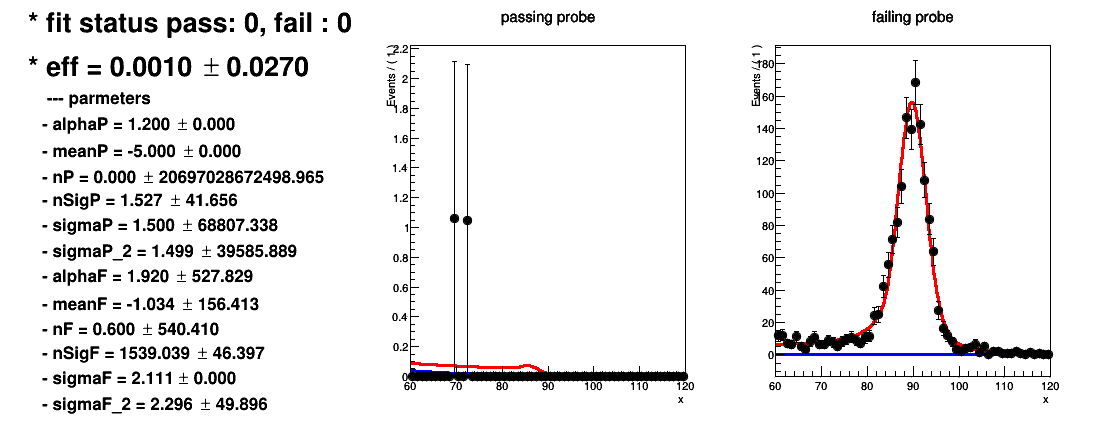 * fit status pass: 0, fail : 0
* eff = 0.0010 ± 0.0270
--- parmeters
- alphaP = 1.200 ± 0.000
- meanP = -5.000 ± 0.000
- nP = 0.000 ± 20697028672498.965
- nSigP = 1.527 ± 41.656
- sigmaP = 1.500 ± 68807.338
- sigmaP_2 = 1.499 ± 39585.889
- alphaF = 1.920 ± 527.829
- meanF = -1.034 ± 156.413
- nF = 0.600 ± 540.410
- nSigF = 1539.039 ± 46.397
- sigmaF = 2.111 ± 0.000
- sigmaF_2 = 2.296 ± 49.896
passing probe
Events / ( 1 )
2.2
2
1.8
1.6
1.4
1.2
1
0.8
0.6
0.4
0.2
0
60 70 80 90 100 110 120
x
failing probe
Events / ( 1 )
180
160
140
120
100
80
60
40
20
0
60 70 80 90 100 110 120
x